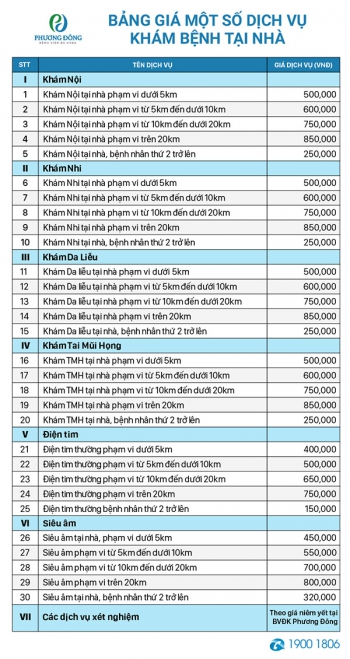 PHƯƠNG ĐÔNG
BỆNH VIỆN ĐA KHOA
BẢNG GIÁ MỘT SỐ DỊCH VỤ
KHÁM BỆNH TẠI NHÀ
STT TÊN DỊCH VỤ GIÁ DỊCH VỤ (VNĐ)
I Khám Nội
1 Khám Nội tại nhà phạm vi dưới 5km 500,000
2 Khám Nội tại nhà phạm vi từ 5km đến dưới 10km 600,000
3 Khám Nội tại nhà phạm vi từ 10km đến dưới 20km 750,000
4 Khám Nội tại nhà phạm vi trên 20km 850,000
5 Khám Nội tại nhà, bệnh nhân thứ 2 trở lên 250,000
II Khám Nhi
6 Khám Nhi tại nhà phạm vi dưới 5km 500,000
7 Khám Nhi tại nhà phạm vi từ 5km đến dưới 10km 600,000
8 Khám Nhi tại nhà phạm vi từ 10km đến dưới 20km 750,000
9 Khám Nhi tại nhà phạm vi trên 20km 850,000
10 Khám Nhi tại nhà, bệnh nhân thứ 2 trở lên 250,000
III Khám Da Liễu
11 Khám Da liễu tại nhà phạm vi dưới 5km 500,000
12 Khám Da liễu tại nhà phạm vi từ 5km đến dưới 10km 600,000
13 Khám Da liễu tại nhà phạm vi từ 10km đến dưới 20km 750,000
14 Khám Da liễu tại nhà phạm vi trên 20km 850,000
15 Khám Da liễu tại nhà, bệnh nhân thứ 2 trở lên 250,000
IV Khám Tai Mũi Họng
16 Khám TMH tại nhà phạm vi dưới 5km 500,000
17 Khám TMH tại nhà phạm vi từ 5km đến dưới 10km 600,000
18 Khám TMH tại nhà phạm vi từ 10km đến dưới 20km 750,000
19 Khám TMH tại nhà phạm vi trên 20km 850,000
20 Khám TMH tại nhà, bệnh nhân thứ 2 trở lên 250,000
V Điện tim
21 Điện tim thường phạm vi dưới 5km 400,000
22 Điện tim thường phạm vi từ 5km đến dưới 10km 500,000
23 Điện tim thường phạm vi từ 10km đến dưới 20km 650,000
24 Điện tim thường phạm vi trên 20km 750,000
25 Điện tim thường bệnh nhân thứ 2 trở lên 150,000
VI Siêu âm
26 Siêu âm tại nhà, phạm vi dưới 5km 450,000
27 Siêu âm phạm vi từ 5km đến dưới 10km 550,000
28 Siêu âm phạm vi từ 10km đến dưới 20km 700,000
29 Siêu âm phạm vi trên 20km 800,000
30 Siêu âm tại nhà, bệnh nhân thứ 2 trở lên 320,000
VII Các dịch vụ xét nghiệm Theo giá niêm yết tại
BVĐK Phương Đông
1900 1806